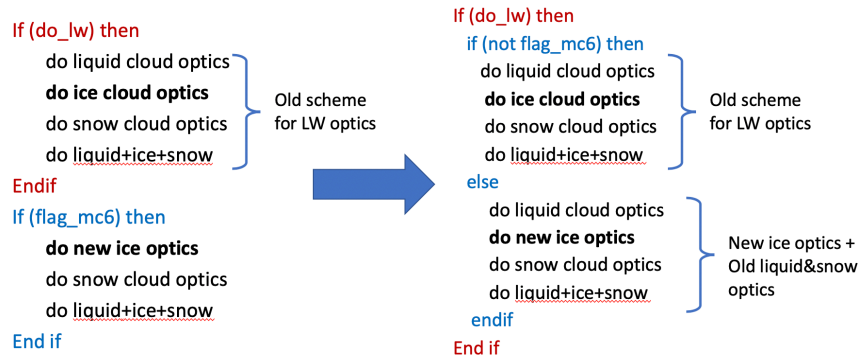 If (do_lw) then
do liquid cloud optics
do ice cloud optics
do snow cloud optics
do liquid+ice+snow
Endif
If (flag_mc6) then
do new ice optics
do snow cloud optics
do liquid+ice+snow
End if
Old scheme
for LW optics
If (do_lw) then
if (not flag_mc6) then
do liquid cloud optics
do ice cloud optics
do snow cloud optics
do liquid+ice+snow
else
do liquid cloud optics
do new ice optics
do snow cloud optics
do liquid+ice+snow
endif
End if
Old scheme
for LW optics
New ice optics +
Old liquid&snow
optics